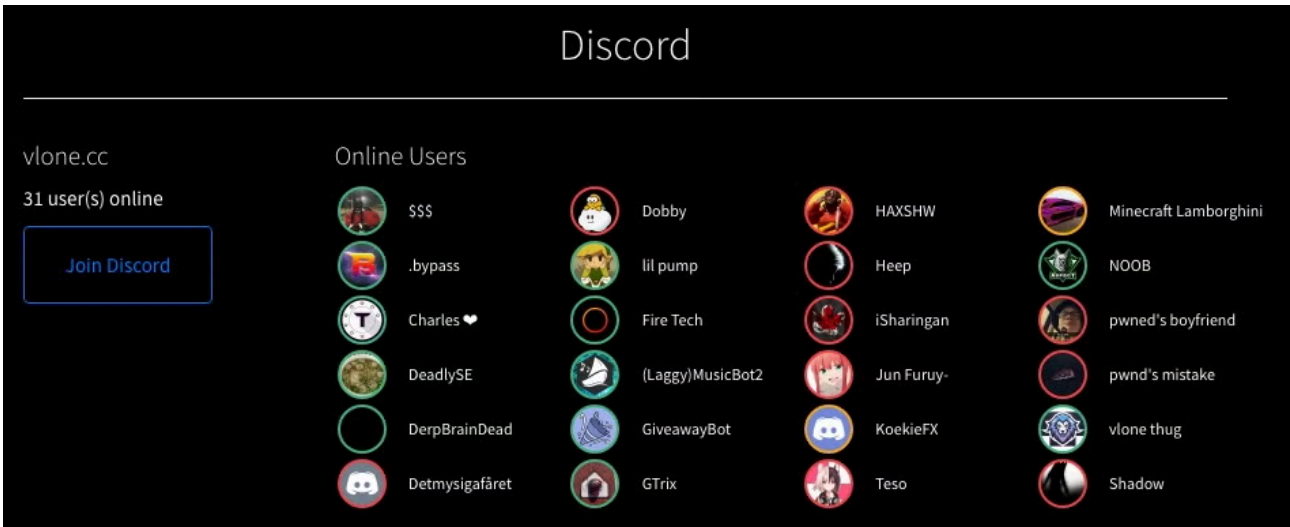 Discord
vlone.cc
31 user(s) online
Join Discord
Online Users
$$$
Dobby
HAXSHW
Minecraft Lamborghini
.bypass
lil pump
Heep
NOOB
Charles ❤
Fire Tech
iSharingan
pwned's boyfriend
DeadlySE
(Laggy)MusicBot2
Jun Furuy-
pwnd's mistake
DerpBrainDead
GiveawayBot
KoekieFX
vlone thug
Detmysigafåret
GTrix
Teso
Shadow